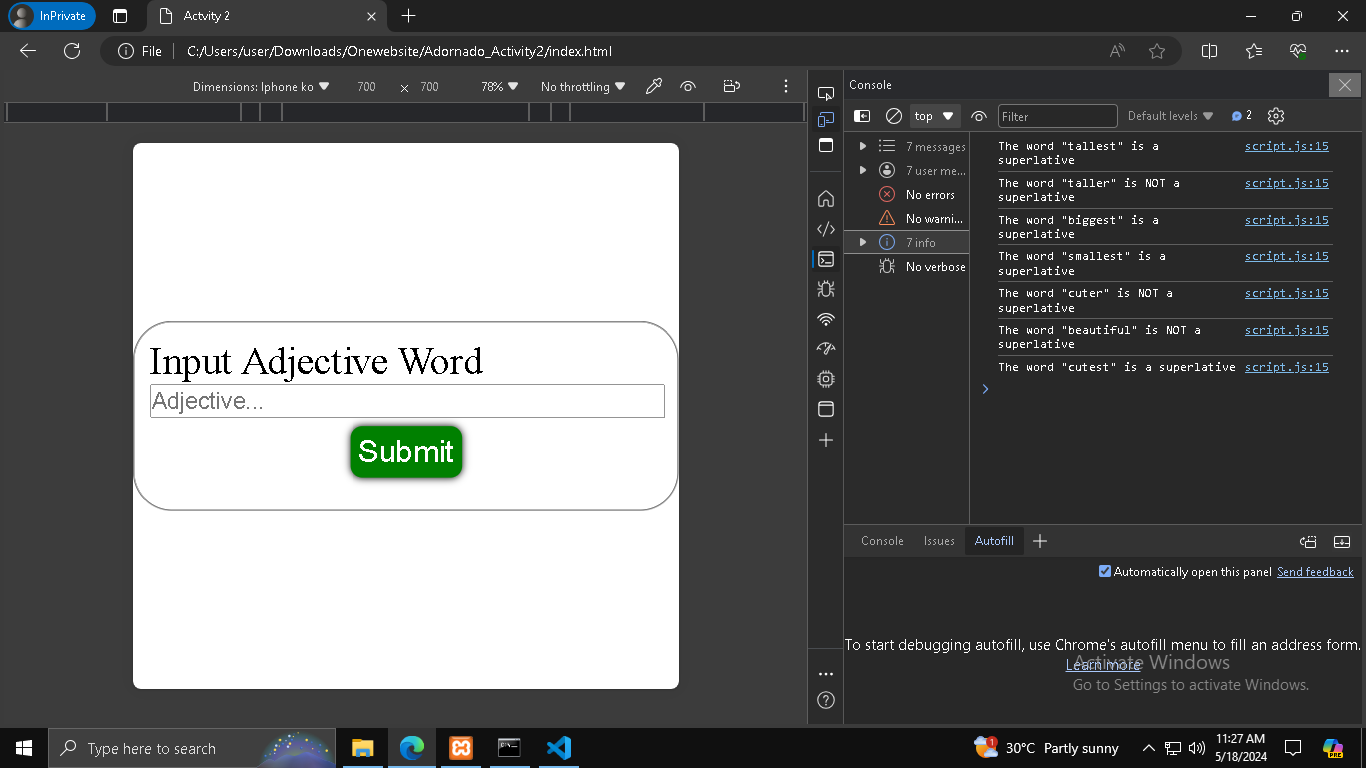 InPrivate
Actvity 2
File
C:/Users/user/Downloads/Onewebsite/Adornado_Activity2/index.html
Dimensions: Iphone ko
700 × 700
78%
No throttling
Input Adjective Word
Adjective...
Submit
Console
top
Filter
Default levels
2
7 messages
7 user me...
No errors
No warni...
7 info
No verbose
The word "tallest" is a superlative script.js:15
The word "taller" is NOT a superlative script.js:15
The word "biggest" is a superlative script.js:15
The word "smallest" is a superlative script.js:15
The word "cuter" is NOT a superlative script.js:15
The word "beautiful" is NOT a superlative script.js:15
The word "cutest" is a superlative script.js:15
Console
Issues
Autofill
Automatically open this panel
Send feedback
To start debugging autofill, use Chrome's autofill menu to fill an address form.
Learn more
Activate Windows
Go to Settings to activate Windows.
Type here to search
1
30°C Partly sunny
11:27 AM
5/18/2024
PRE